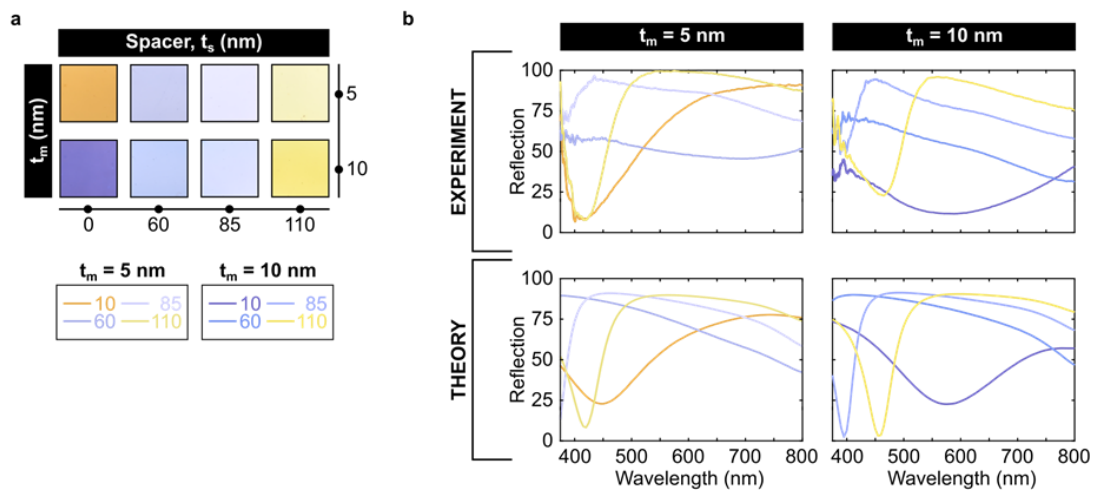 a
Spacer, tₛ (nm)
tₘ (nm)
5
10
0 60 85 110
tₘ = 5 nm tₘ = 10 nm
10 85 10 85
60 110 60 110
b
tₘ = 5 nm tₘ = 10 nm
EXPERIMENT
Reflection
100
75
50
25
0
THEORY
Reflection
100
75
50
25
0
400 500 600 700 800 400 500 600 700 800
Wavelength (nm) Wavelength (nm)